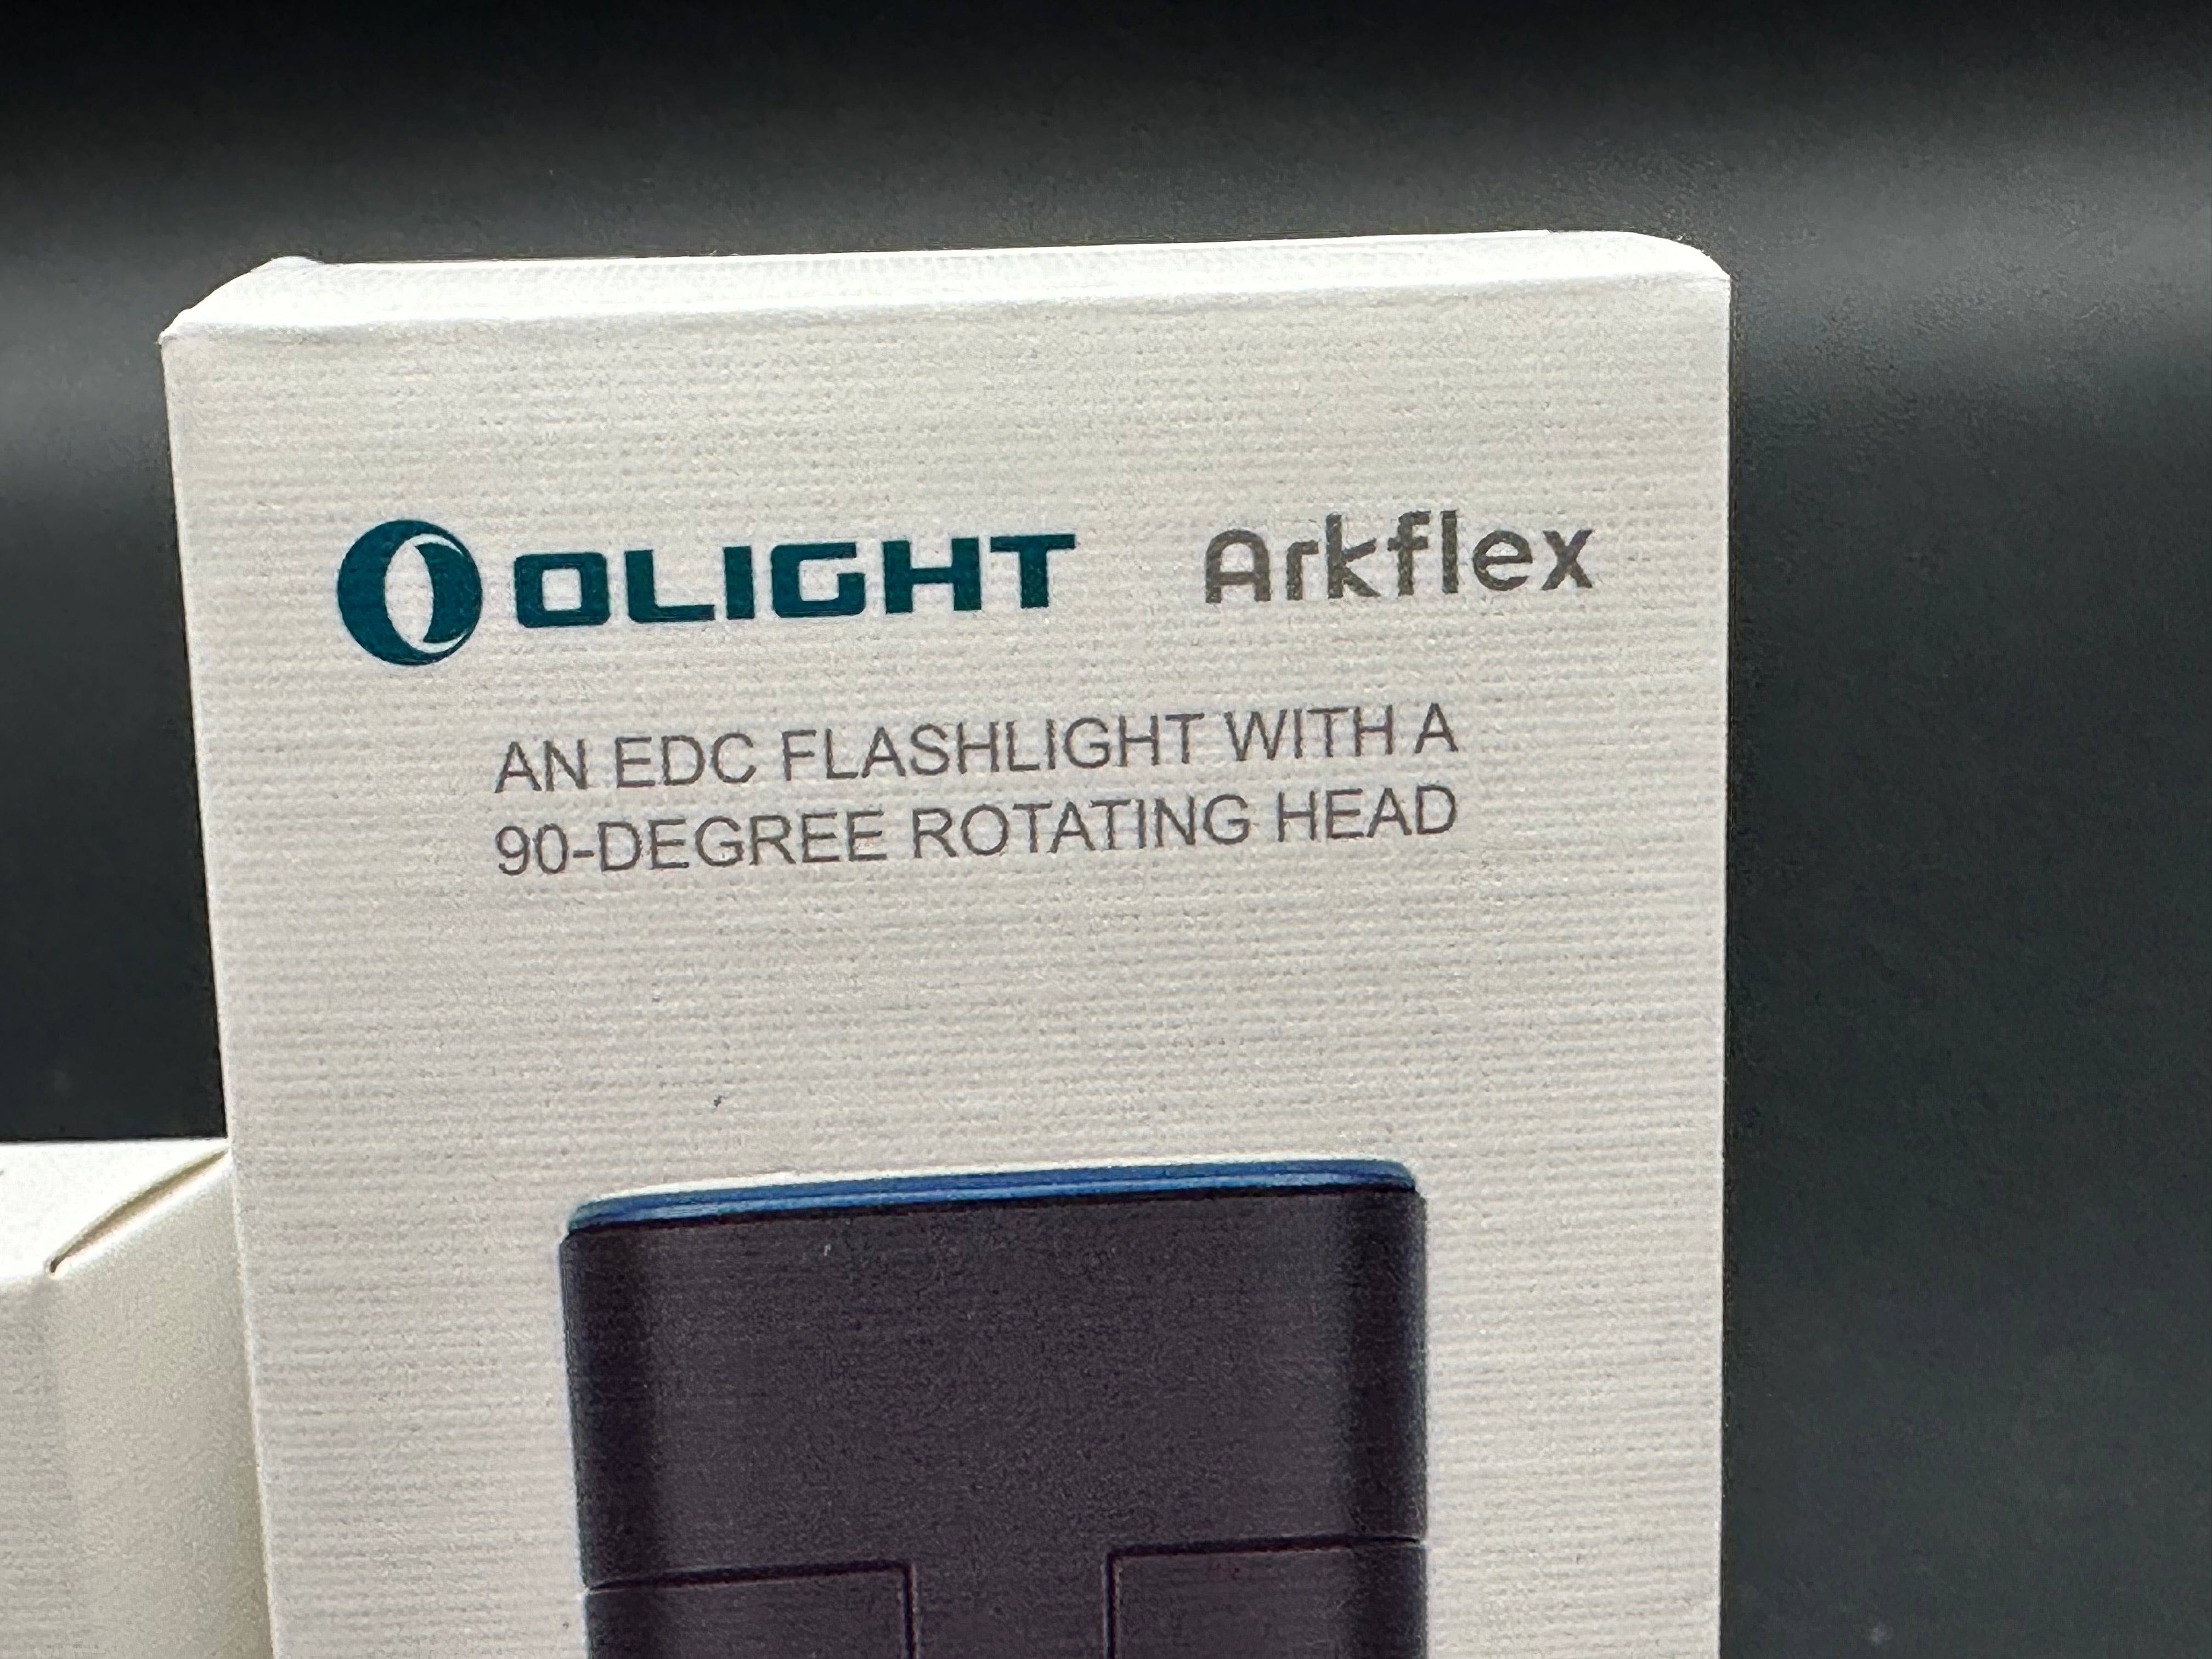 OLIGHT Arkflex
AN EDC FLASHLIGHT WITH A
90-DEGREE ROTATING HEAD